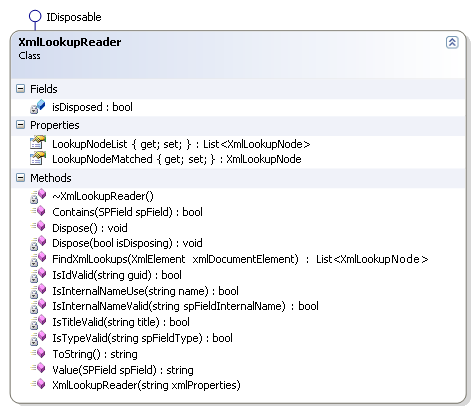 IDisposable
XmlLookupReader
Class
Fields
isDisposed : bool
Properties
LookupNodeList { get; set; } : List<XmlLookupNode>
LookupNodeMatched { get; set; } : XmlLookupNode
Methods
~XmlLookupReader()
Contains(SPField spField) : bool
Dispose() : void
Dispose(bool isDisposing) : void
FindXmlLookups(XmlElement xmlDocumentElement) : List<XmlLookupNode>
IsIdValid(string guid) : bool
IsInternalNameUse(string name) : bool
IsInternalNameValid(string spFieldInternalName) : bool
IsTitleValid(string title) : bool
IsTypeValid(string spFieldType) : bool
ToString() : string
Value(SPField spField) : string
XmlLookupReader(string xmlProperties)